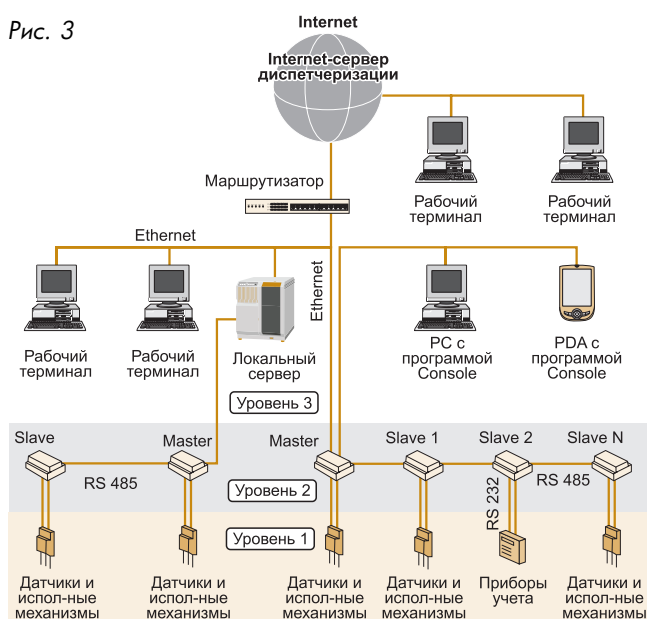 Рис. 3
Internet
Internet-сервер
диспетчеризации
Маршрутизатор
Рабочий
терминал
Рабочий
терминал
Ethernet
Ethernet
Рабочий
терминал
Рабочий
терминал
Локальный
сервер
PC с
программой
Console
PDA с
программой
Console
Уровень 3
Slave
Master
Master
Slave 1
Slave 2
Slave N
RS 485
Уровень 2
RS 232
RS 485
Уровень 1
Датчики и
испол-ные
механизмы
Датчики и
испол-ные
механизмы
Датчики и
испол-ные
механизмы
Датчики и
испол-ные
механизмы
Приборы
учета
Датчики и
испол-ные
механизмы